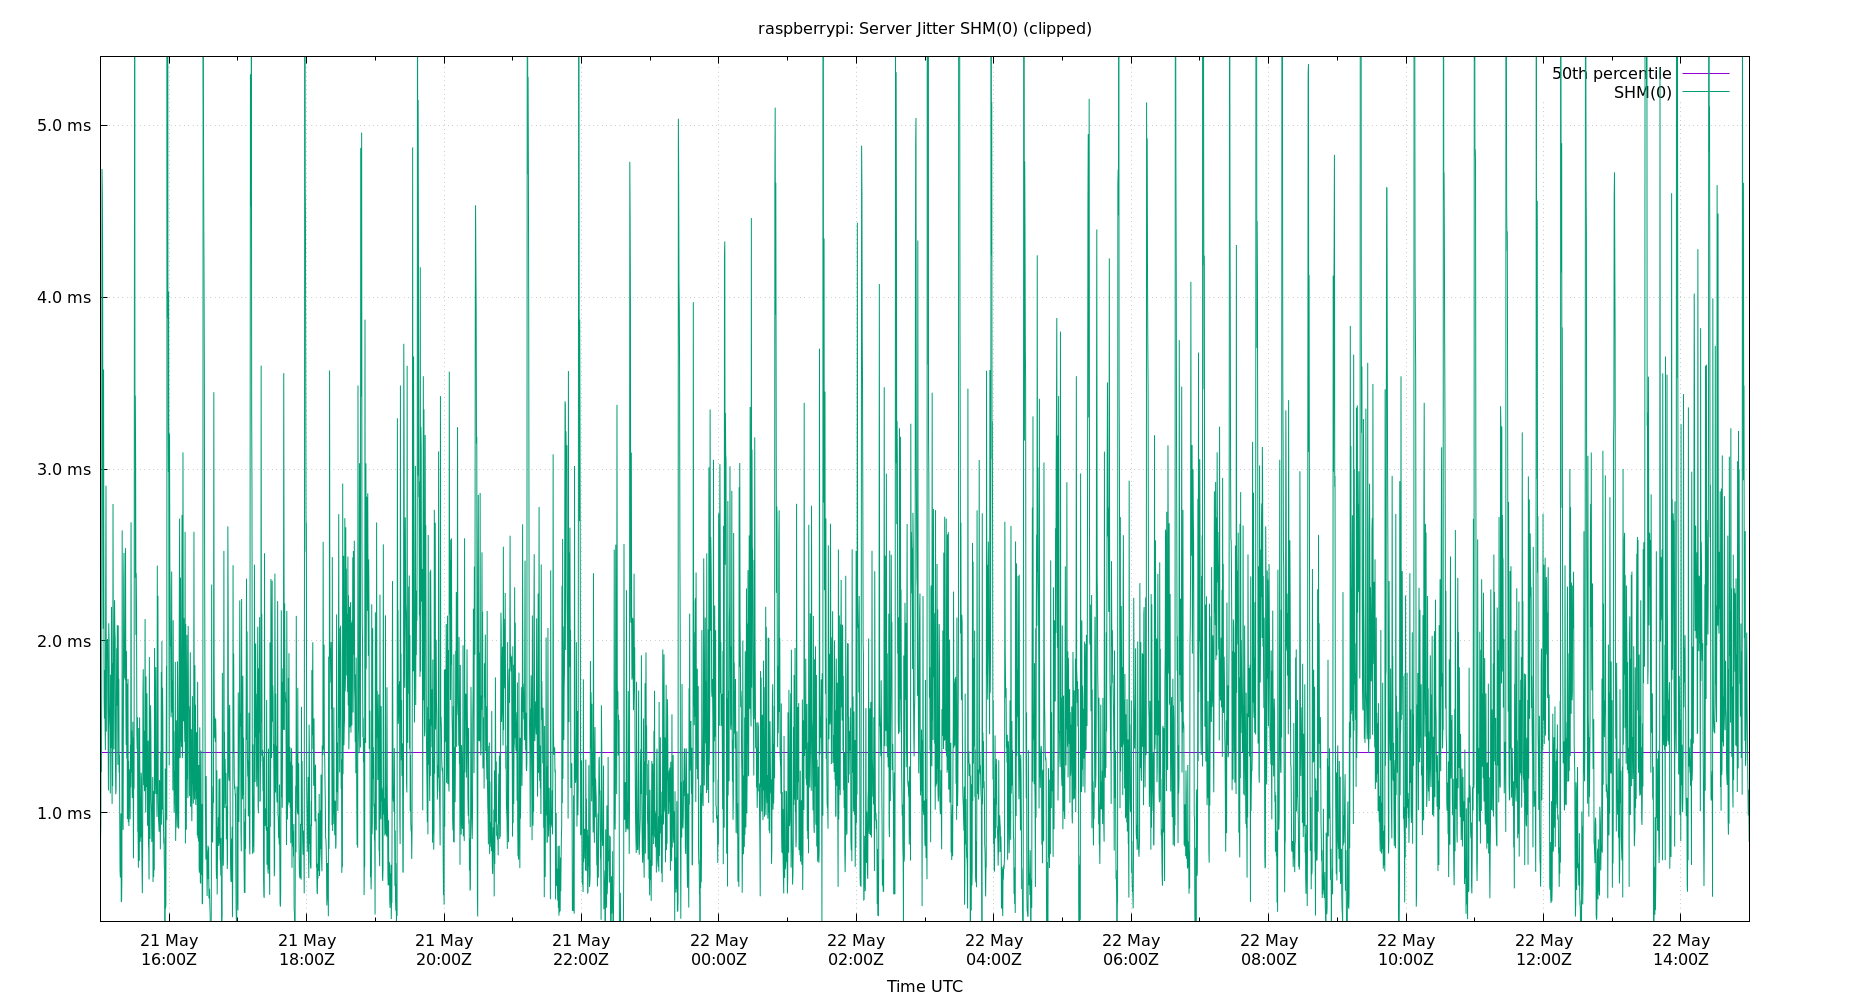 raspberrypi: Server Jitter SHM(0) (clipped)
50th percentile
SHM(0)
5.0 ms
4.0 ms
3.0 ms
2.0 ms
1.0 ms
21 May 21 May 21 May 21 May 22 May 22 May 22 May 22 May 22 May 22 May 22 May 22 May
16:00Z 18:00Z 20:00Z 22:00Z 00:00Z 02:00Z 04:00Z 06:00Z 08:00Z 10:00Z 12:00Z 14:00Z
Time UTC